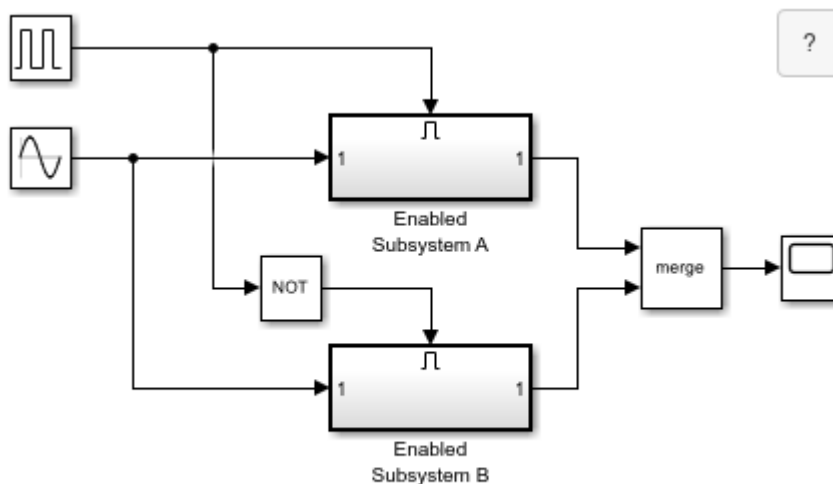 ?
1
1
Enabled
Subsystem A
NOT
merge
1
1
Enabled
Subsystem B